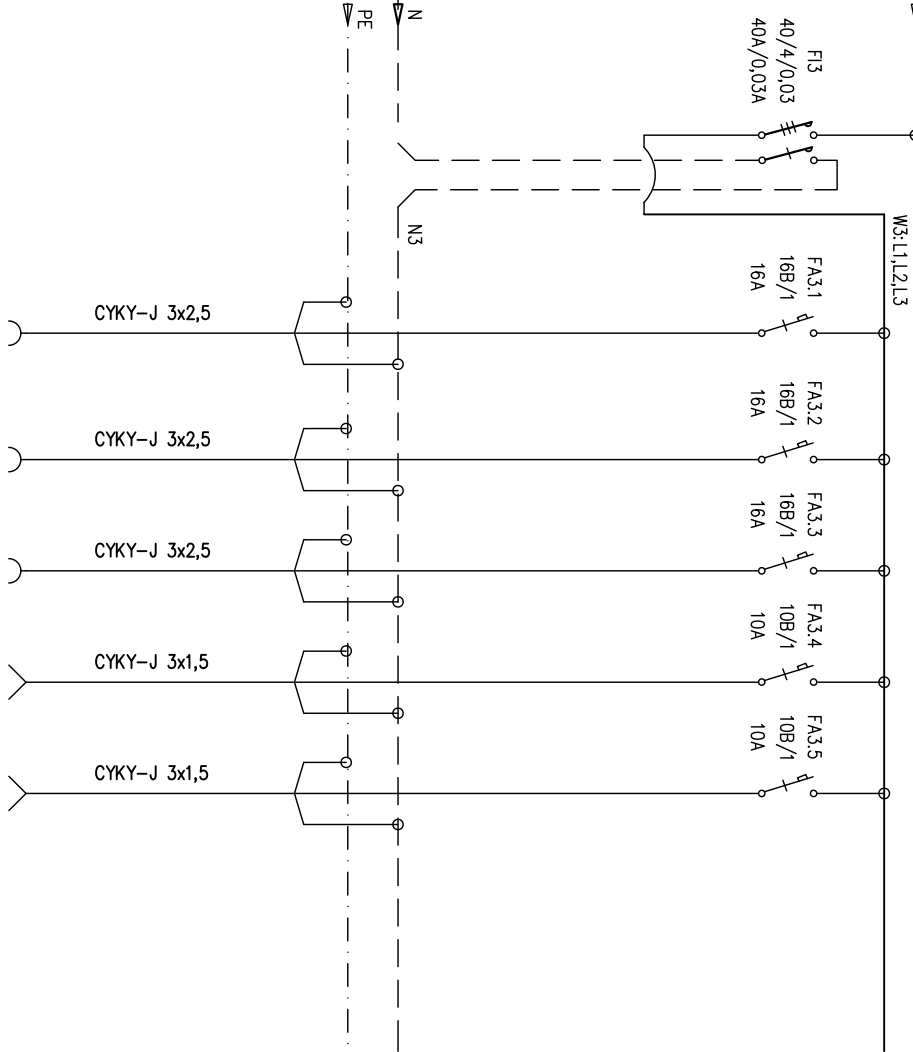 PE
N
FI3
40/4/0,03
40A/0,03A
N3
W3: L1,L2,L3
FA3.1
16B/1
16A
CYKY-J 3x2,5
FA3.2
16B/1
16A
CYKY-J 3x2,5
FA3.3
16B/1
16A
CYKY-J 3x2,5
FA3.4
10B/1
10A
CYKY-J 3x1,5
FA3.5
10B/1
10A
CYKY-J 3x1,5